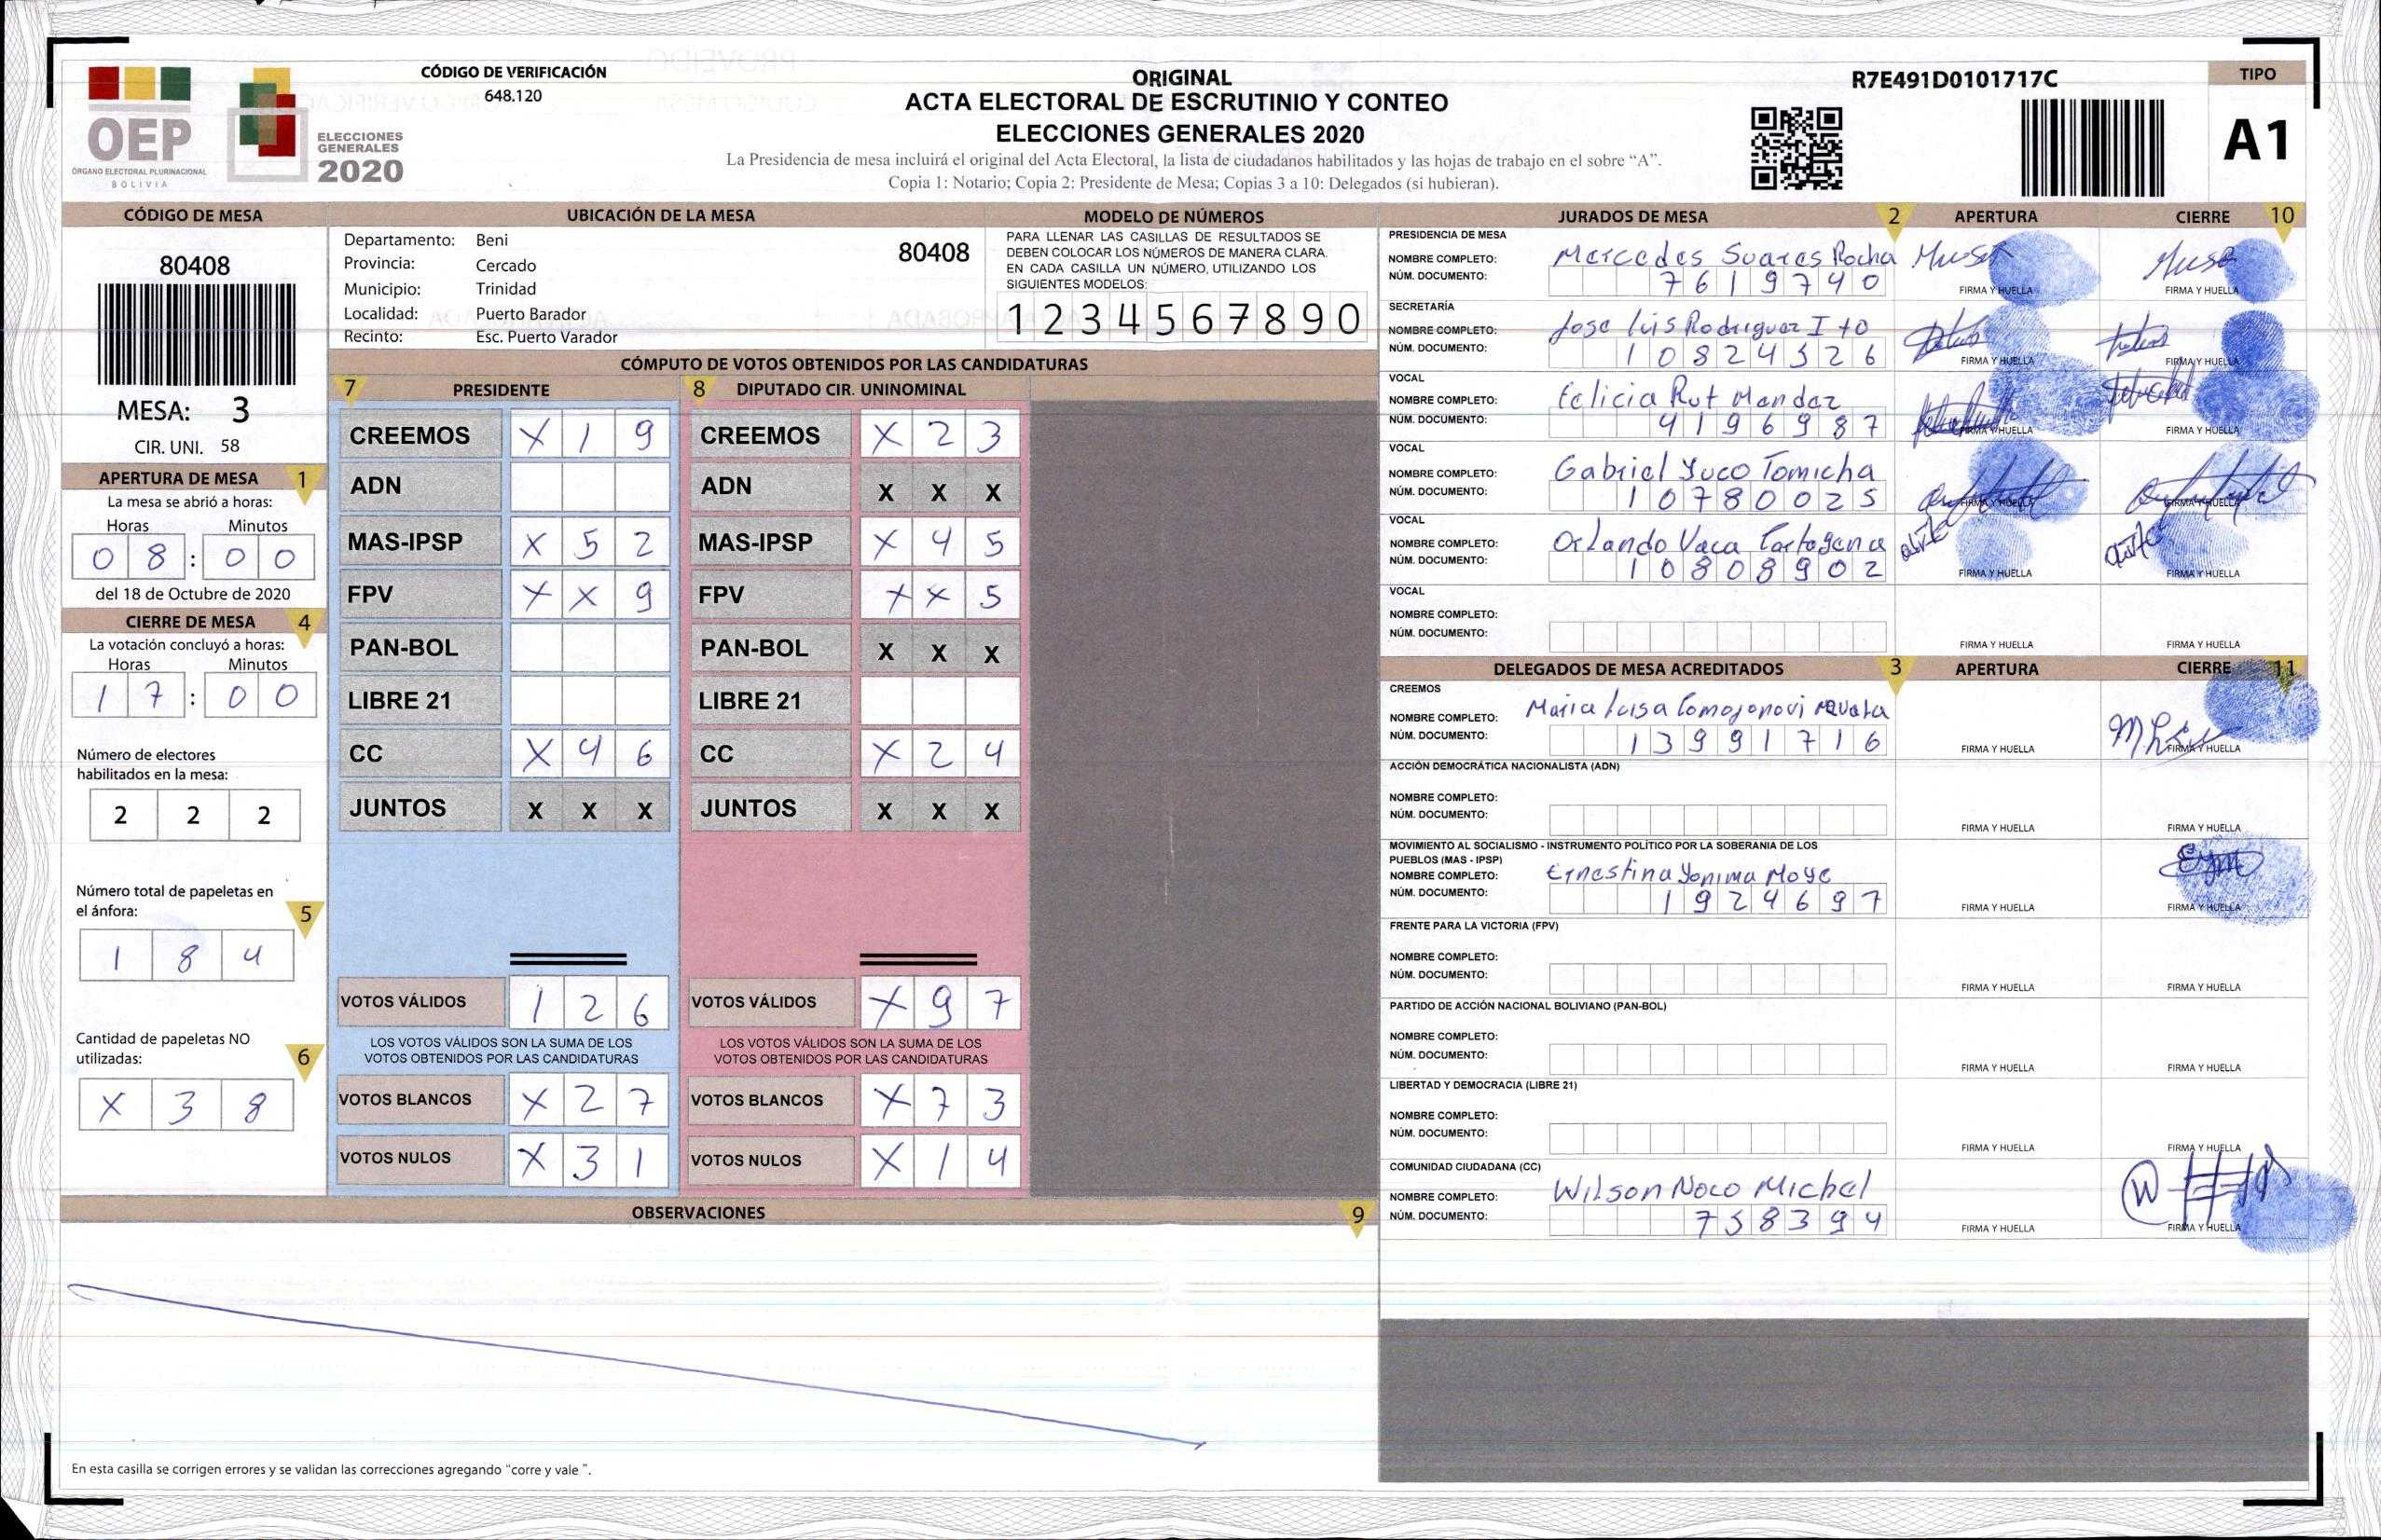 CÓDIGO DE VERIFICACIÓN
648.120
OEP
ÓRGANO ELECTORAL PLURINACIONAL
BOLIVIA
ELECCIONES
GENERALES
2020
ORIGINAL
ACTA ELECTORAL DE ESCRUTINIO Y CONTEO
ELECCIONES GENERALES 2020
La Presidencia de mesa incluirá el original del Acta Electoral, la lista de ciudadanos habilitados y las hojas de trabajo en el sobre “A”.
Copia 1: Notario; Copia 2: Presidente de Mesa; Copias 3 a 10: Delegados (si hubieran).
R7E491D0101717C
TIPO
A1
CÓDIGO DE MESA
80408
MESA: 3
CIR. UNI. 58
APERTURA DE MESA 1
La mesa se abrió a horas:
Horas Minutos
0 8 : 0 0
del 18 de Octubre de 2020
CIERRE DE MESA 4
La votación concluyó a horas:
Horas Minutos
1 7 : 0 0
Número de electores
habilitados en la mesa:
2 2 2
Número total de papeletas en
el ánfora: 5
1 8 4
Cantidad de papeletas NO
utilizadas: 6
X 3 8
UBICACIÓN DE LA MESA
Departamento: Beni 80408
Provincia: Cercado
Municipio: Trinidad
Localidad: Puerto Barador
Recinto: Esc. Puerto Varador
MODELO DE NÚMEROS
PARA LLENAR LAS CASILLAS DE RESULTADOS SE
DEBEN COLOCAR LOS NÚMEROS DE MANERA CLARA.
EN CADA CASILLA UN NÚMERO, UTILIZANDO LOS
SIGUIENTES MODELOS:
1 2 3 4 5 6 7 8 9 0
CÓMPUTO DE VOTOS OBTENIDOS POR LAS CANDIDATURAS
7 PRESIDENTE 8 DIPUTADO CIR. UNINOMINAL
CREEMOS X 1 9 CREEMOS X 2 3
ADN ADN X X X
MAS-IPSP X 5 2 MAS-IPSP X 4 5
FPV X X 9 FPV X X 5
PAN-BOL PAN-BOL X X X
LIBRE 21 LIBRE 21
CC X 4 6 CC X 2 4
JUNTOS X X X JUNTOS X X X
VOTOS VÁLIDOS 1 2 6 VOTOS VÁLIDOS X 9 7
LOS VOTOS VÁLIDOS SON LA SUMA DE LOS LOS VOTOS VÁLIDOS SON LA SUMA DE LOS
VOTOS OBTENIDOS POR LAS CANDIDATURAS VOTOS OBTENIDOS POR LAS CANDIDATURAS
VOTOS BLANCOS X 2 7 VOTOS BLANCOS X 7 3
VOTOS NULOS X 3 1 VOTOS NULOS X 1 4
OBSERVACIONES 9
En esta casilla se corrigen errores y se validan las correcciones agregando "corre y vale ".
JURADOS DE MESA 2 APERTURA CIERRE 10
PRESIDENCIA DE MESA
NOMBRE COMPLETO: Mercedes Suares Rocha
NÚM. DOCUMENTO: 7 6 1 9 7 4 0 FIRMA Y HUELLA FIRMA Y HUELLA
SECRETARÍA
NOMBRE COMPLETO: Jose Luis Rodriguez Ito
NÚM. DOCUMENTO: 1 0 8 2 4 3 2 6 FIRMA Y HUELLA FIRMA Y HUELLA
VOCAL
NOMBRE COMPLETO: Felicia Rut Mendez
NÚM. DOCUMENTO: 4 1 9 6 9 8 7 FIRMA Y HUELLA FIRMA Y HUELLA
VOCAL
NOMBRE COMPLETO: Gabriel Yuco Tomicha
NÚM. DOCUMENTO: 1 0 7 8 0 0 2 5 FIRMA Y HUELLA FIRMA Y HUELLA
VOCAL
NOMBRE COMPLETO: Orlando Vaca Cartagena
NÚM. DOCUMENTO: 1 0 8 0 8 9 0 2 FIRMA Y HUELLA FIRMA Y HUELLA
VOCAL
NOMBRE COMPLETO:
NÚM. DOCUMENTO: FIRMA Y HUELLA FIRMA Y HUELLA
DELEGADOS DE MESA ACREDITADOS 3 APERTURA CIERRE 11
CREEMOS
NOMBRE COMPLETO: Maria Luisa
NÚM. DOCUMENTO: 1 3 9 9 1 7 1 6 FIRMA Y HUELLA FIRMA Y HUELLA
ACCIÓN DEMOCRÁTICA NACIONALISTA (ADN)
NOMBRE COMPLETO:
NÚM. DOCUMENTO: FIRMA Y HUELLA FIRMA Y HUELLA
MOVIMIENTO AL SOCIALISMO - INSTRUMENTO POLÍTICO POR LA SOBERANIA DE LOS
PUEBLOS (MAS - IPSP)
NOMBRE COMPLETO: Ernestina Yonima Moye
NÚM. DOCUMENTO: 1 9 2 4 6 9 7 FIRMA Y HUELLA FIRMA Y HUELLA
FRENTE PARA LA VICTORIA (FPV)
NOMBRE COMPLETO:
NÚM. DOCUMENTO: FIRMA Y HUELLA FIRMA Y HUELLA
PARTIDO DE ACCIÓN NACIONAL BOLIVIANO (PAN-BOL)
NOMBRE COMPLETO:
NÚM. DOCUMENTO: FIRMA Y HUELLA FIRMA Y HUELLA
LIBERTAD Y DEMOCRACIA (LIBRE 21)
NOMBRE COMPLETO:
NÚM. DOCUMENTO: FIRMA Y HUELLA FIRMA Y HUELLA
COMUNIDAD CIUDADANA (CC)
NOMBRE COMPLETO: Wilson Noco Michel
NÚM. DOCUMENTO: 7 5 8 3 9 4 FIRMA Y HUELLA FIRMA Y HUELLA